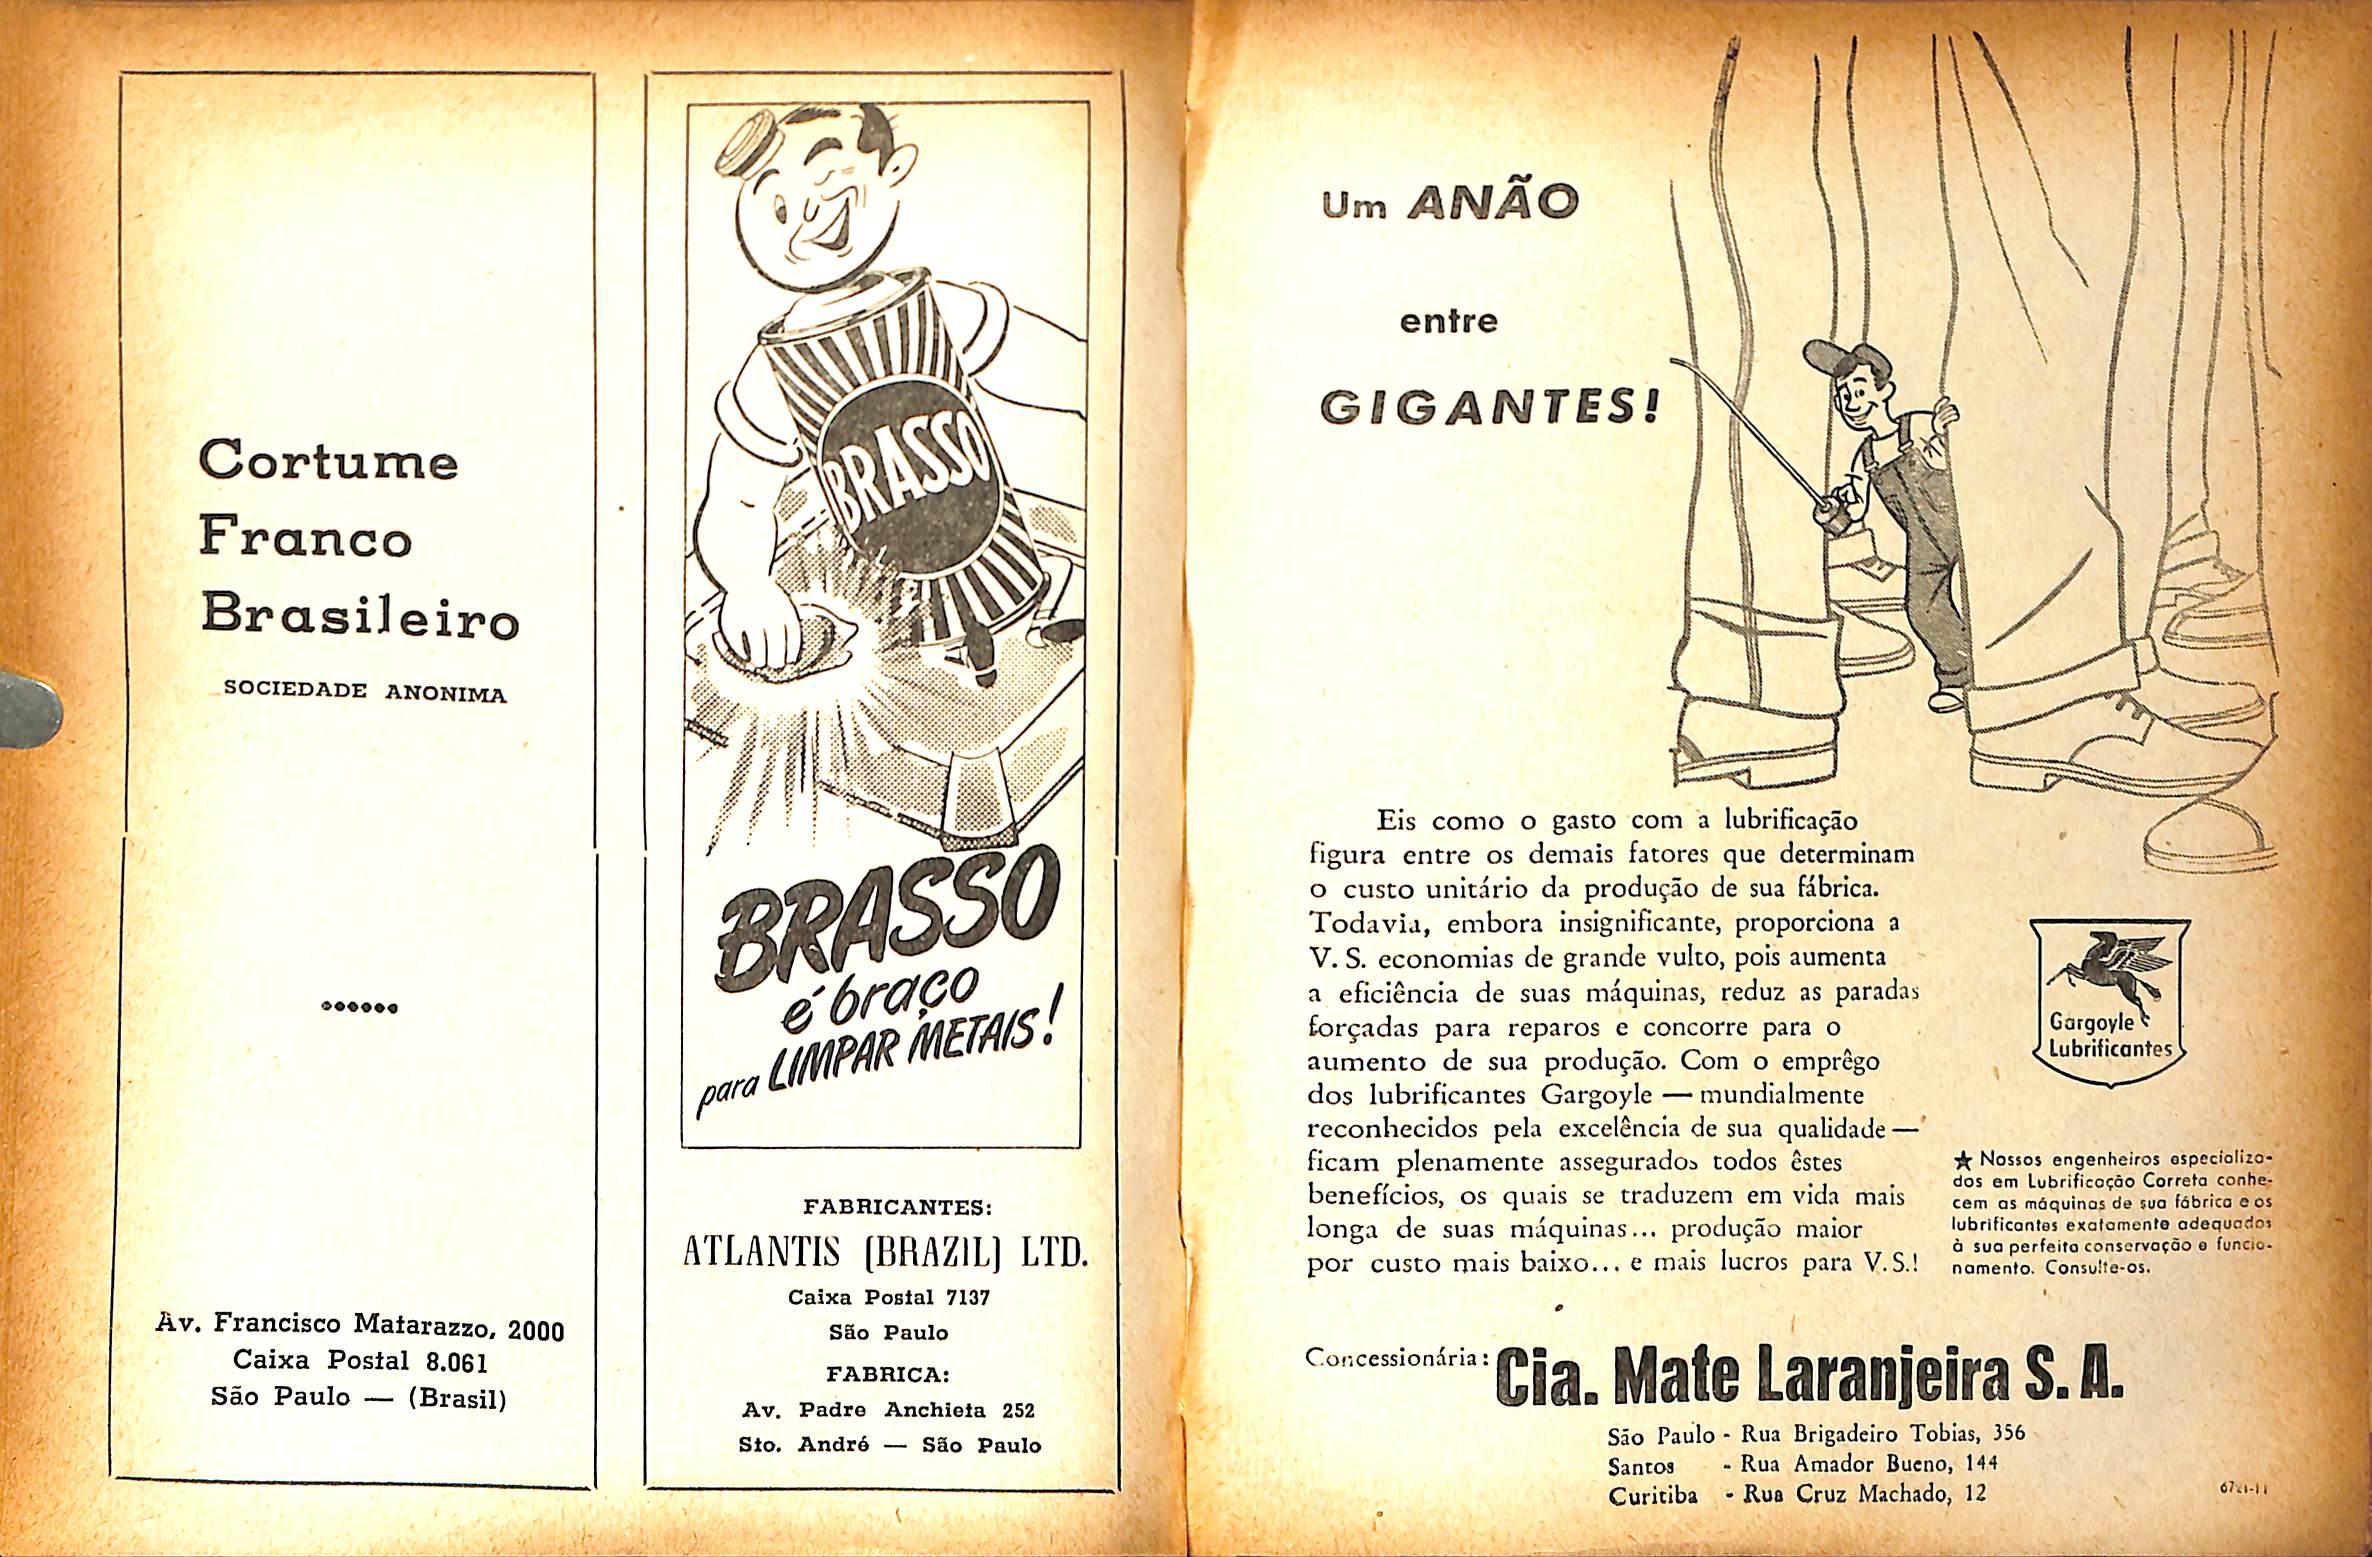 Cortume
Franco
Brasileiro
SOCIEDADE ANONIMA
Av. Francisco Matarazzo, 2000
Caixa Postal 8.061
São Paulo — (Brasil)
BRASSO
BRASSO
é braço
para LIMPAR METAIS!
FABRICANTES:
ATLANTIS (BRAZIL) LTD.
Caixa Postal 7137
São Paulo
FABRICA:
Av. Padre Anchieta 252
Sto. André — São Paulo
Um ANÃO
entre
GIGANTES!
Eis como o gasto com a lubrificação
figura entre os demais fatores que determinam
o custo unitário da produção de sua fábrica.
Todavia, embora insignificante, proporciona a
V. S. economias de grande vulto, pois aumenta
a eficiência de suas máquinas, reduz as paradas
forçadas para reparos e concorre para o
aumento de sua produção. Com o emprêgo
dos lubrificantes Gargoyle — mundialmente
reconhecidos pela excelência de sua qualidade —
ficam plenamente assegurados todos êstes
benefícios, os quais se traduzem em vida mais
longa de suas máquinas... produção maior
por custo mais baixo... e mais lucros para V. S.!
Gargoyle
Lubrificantes
★ Nossos engenheiros especializa-
dos em Lubrificação Correta conhe-
cem as máquinas de sua fábrica e os
lubrificantes exatamente adequados
à sua perfeita conservação e funcio-
namento. Consulte-os.
Concessionária: Cia. Mate Laranjeira S. A.
São Paulo - Rua Brigadeiro Tobias, 356
Santos - Rua Amador Bueno, 144
Curitiba - Rua Cruz Machado, 12